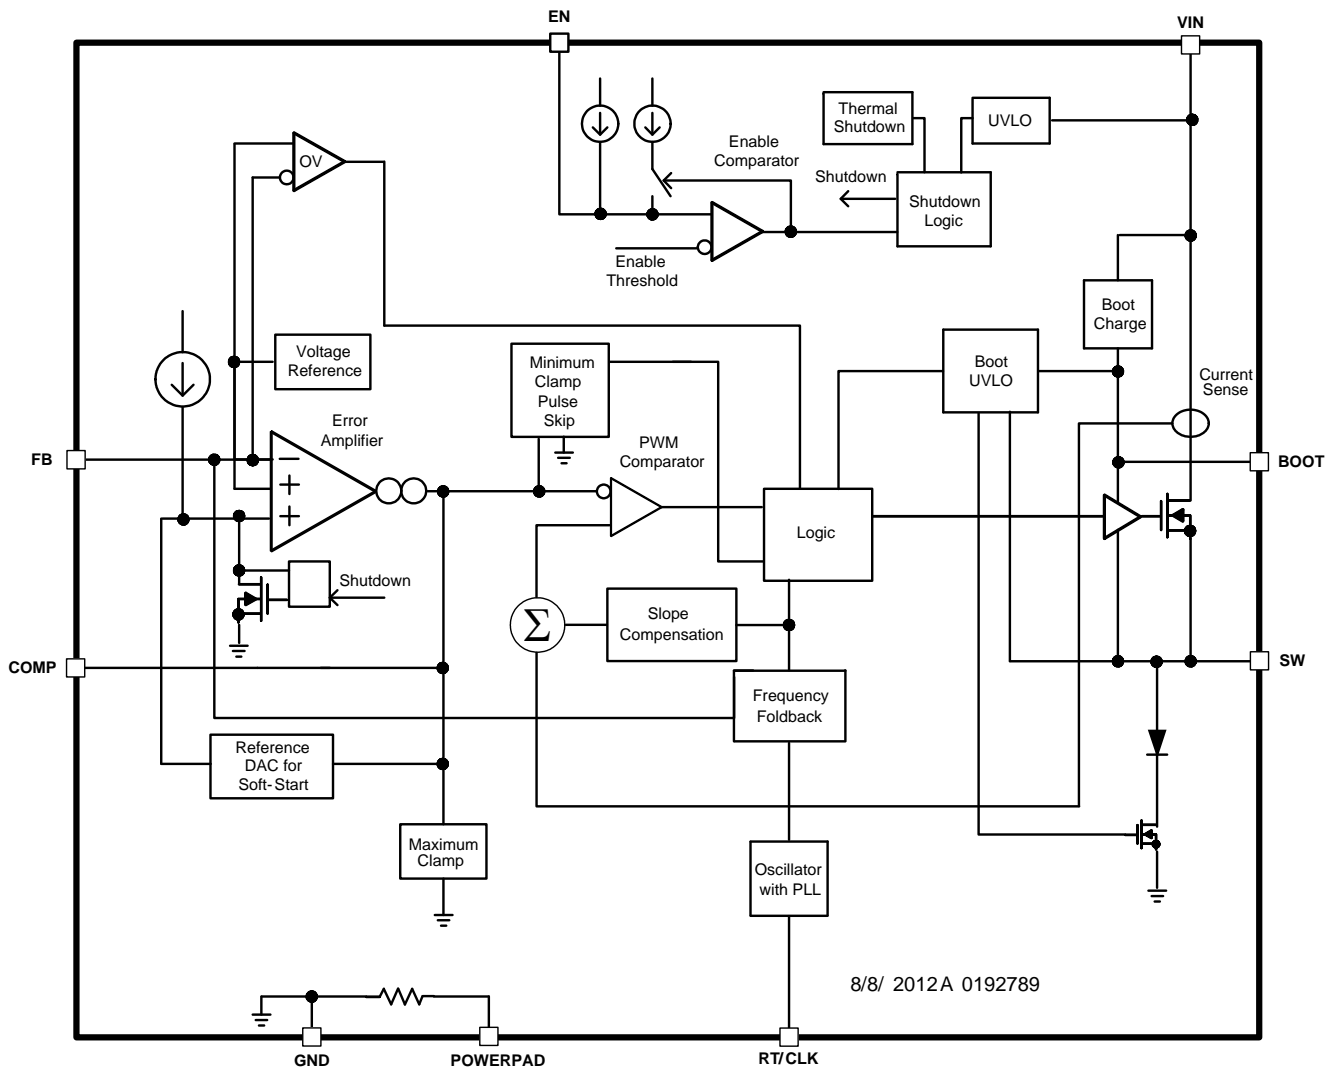 EN
VIN
Thermal
Shutdown
UVLO
Enable
Comparator
OV
Shutdown
Shutdown
Logic
Enable
Threshold
Boot
Charge
Voltage
Reference
Minimum
Clamp
Pulse
Skip
Boot
UVLO
Current
Sense
Error
Amplifier
PWM
Comparator
FB
BOOT
−
+
+
Logic
Shutdown
Σ
Slope
Compensation
COMP
SW
Frequency
Foldback
Reference
DAC for
Soft-Start
Maximum
Clamp
Oscillator
with PLL
8/8/ 2012A 0192789
GND
POWERPAD
RT/CLK